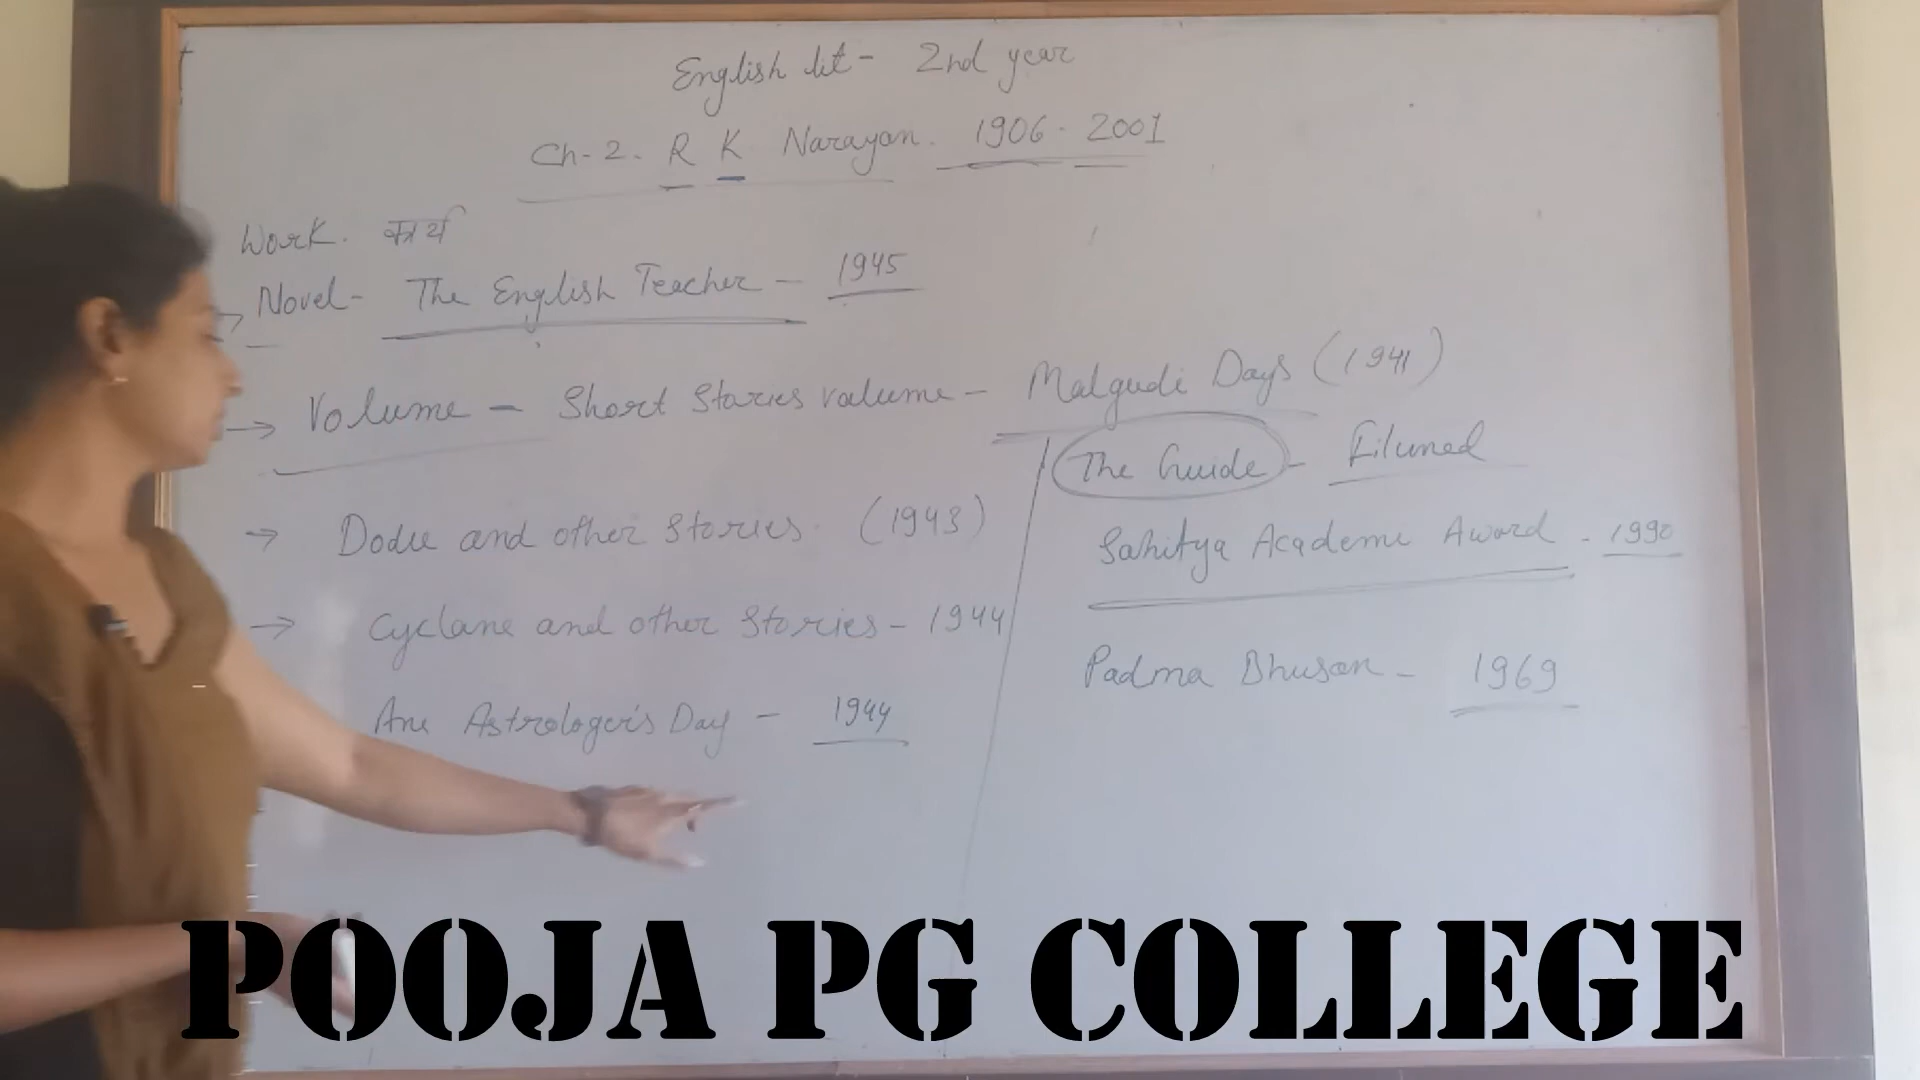 English lit - 2nd year
Ch-2. R K Narayan. 1906-2001
Work. कार्य
→ Novel - The English Teacher - 1945
→ Volume - Short Stories volume - Malgudi Days (1941)
→ Dodu and other Stories. (1943)
→ Cyclane and other Stories - 1944
Ane Astrologer's Day - 1944
The Guide - Filmed
Sahitya Academi Award - 1990
Padma Bhusan - 1969
POOJA PG COLLEGE